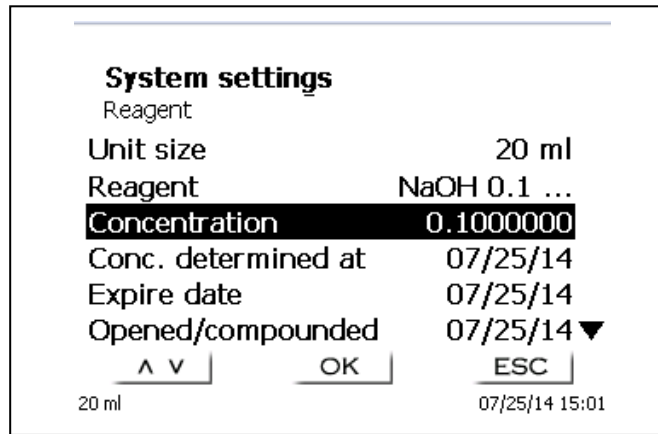 System settings
Reagent
Unit size 20 ml
Reagent NaOH 0.1 ...
Concentration 0.1000000
Conc. determined at 07/25/14
Expire date 07/25/14
Opened/compounded 07/25/14 ▼
∧ ∨ OK ESC
20 ml 07/25/14 15:01